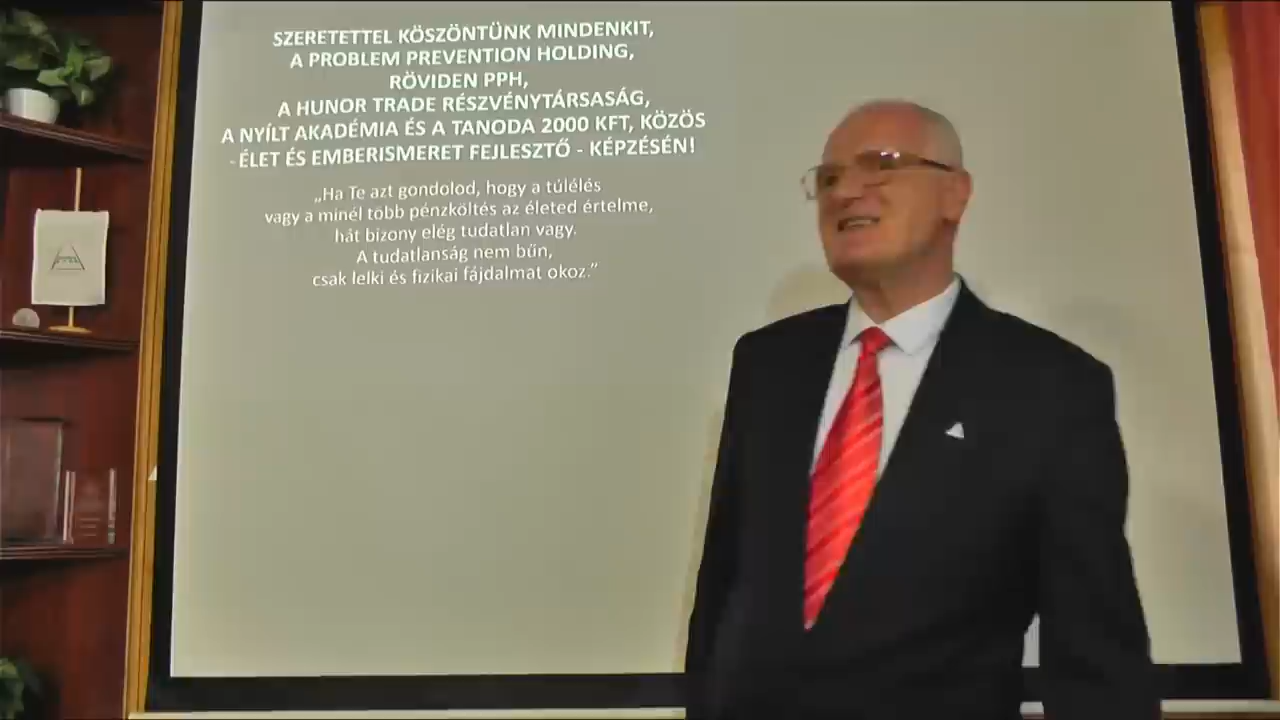 SZERETETTEL KÖSZÖNTÜNK MINDENKIT,
A PROBLEM PREVENTION HOLDING,
RÖVIDEN PPH,
A HUNOR TRADE RÉSZVÉNYTÁRSASÁG,
A NYÍLT AKADÉMIA ÉS A TANODA 2000 KFT, KÖZÖS
- ÉLET ÉS EMBERISMERET FEJLESZTŐ - KÉPZÉSÉN!
„Ha Te azt gondolod, hogy a túlélés
vagy a minél több pénzköltés az életed értelme,
hát bizony elég tudatlan vagy.
A tudatlanság nem bűn,
csak lelki és fizikai fájdalmat okoz.”